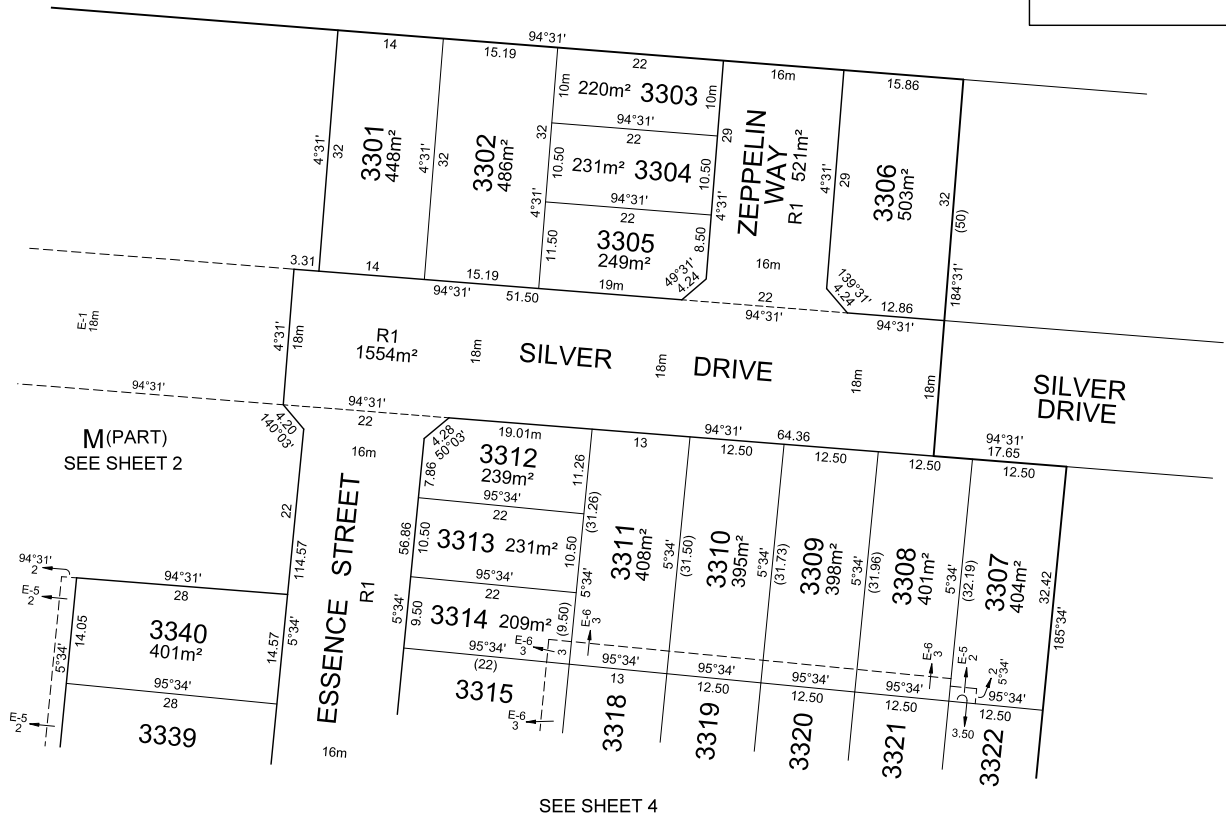 94°31'
14
15.19
22
16m
15.86
10m
220m² 3303
10m
94°31'
22
4°31'
32
3301
448m²
4°31'
32
3302
486m²
32
4°31'
10.50
231m² 3304
10.50
29
4°31'
94°31'
22
3305
249m²
11.50
8.50
19m
49°31'
4.24
ZEPPELIN
WAY
R1 521m²
16m
4°31'
29
3306
503m²
32
(50)
184°31'
139°31'
4.24
12.86
94°31'
22
94°31'
3.31
14
15.19
94°31'
51.50
E-1
18m
4°31'
18m
R1
1554m²
18m
SILVER DRIVE
18m
18m
18m
SILVER
DRIVE
94°31'
94°31'
22
4.20
140°03'
M(PART)
SEE SHEET 2
16m
4.28
50°03'
19.01m
3312
239m²
7.86
11.26
95°34'
22
94°31'
64.36
13
12.50
12.50
12.50
94°31'
17.65
12.50
22
114.57
5°34'
ESSENCE STREET
R1
16m
56.86
5°34'
10.50
3313 231m²
10.50
(31.26)
5°34'
95°34'
22
9.50
3314 209m²
(9.50)
95°34'
(22)
3315
3311
408m²
5°34'
(31.50)
3310
395m²
5°34'
(31.73)
3309
398m²
5°34'
(31.96)
3308
401m²
5°34'
(32.19)
3307
404m²
32.42
185°34'
94°31'
2
E-5
2
94°31'
28
14.05
5°34'
3340
401m²
14.57
95°34'
28
E-5
2
3339
E-6
3
3
E-6
3
E-6
3
E-6
3
E-5
2
2
5°34'
3.50
95°34'
13
3318
95°34'
12.50
3319
95°34'
12.50
3320
95°34'
12.50
3321
95°34'
12.50
3322
SEE SHEET 4